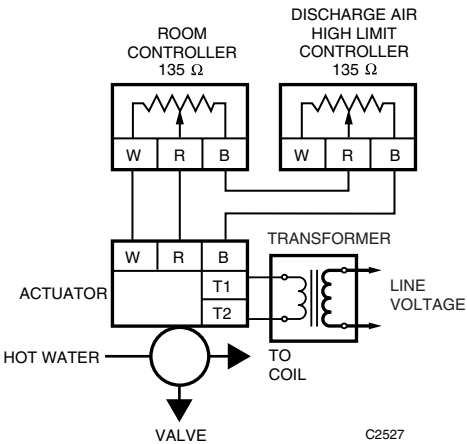 ROOM
CONTROLLER
135 Ω
DISCHARGE AIR
HIGH LIMIT
CONTROLLER
135 Ω
W R B
W R B
W R B
T1
T2
ACTUATOR
TRANSFORMER
LINE
VOLTAGE
HOT WATER
TO
COIL
VALVE
C2527